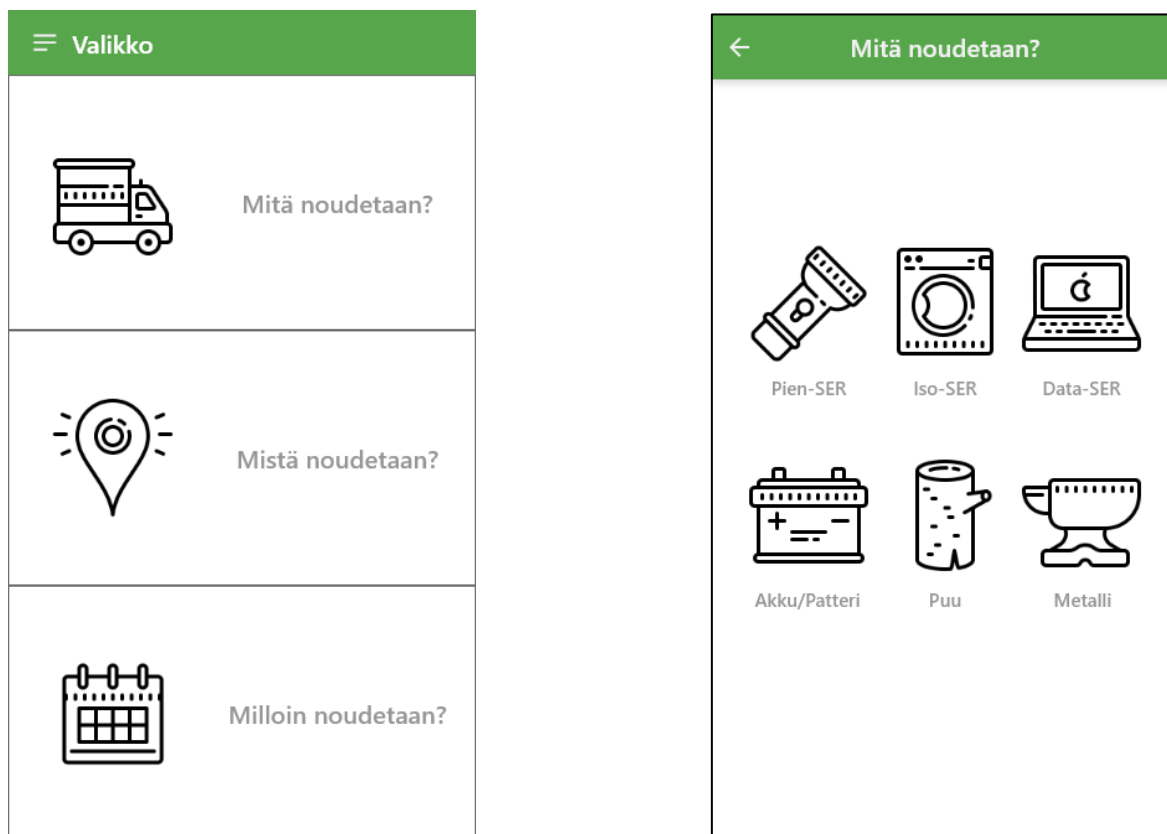 Valikko
Mitä noudetaan?
Mistä noudetaan?
Milloin noudetaan?
Mitä noudetaan?
Pien-SER Iso-SER Data-SER
Akku/Patteri Puu Metalli